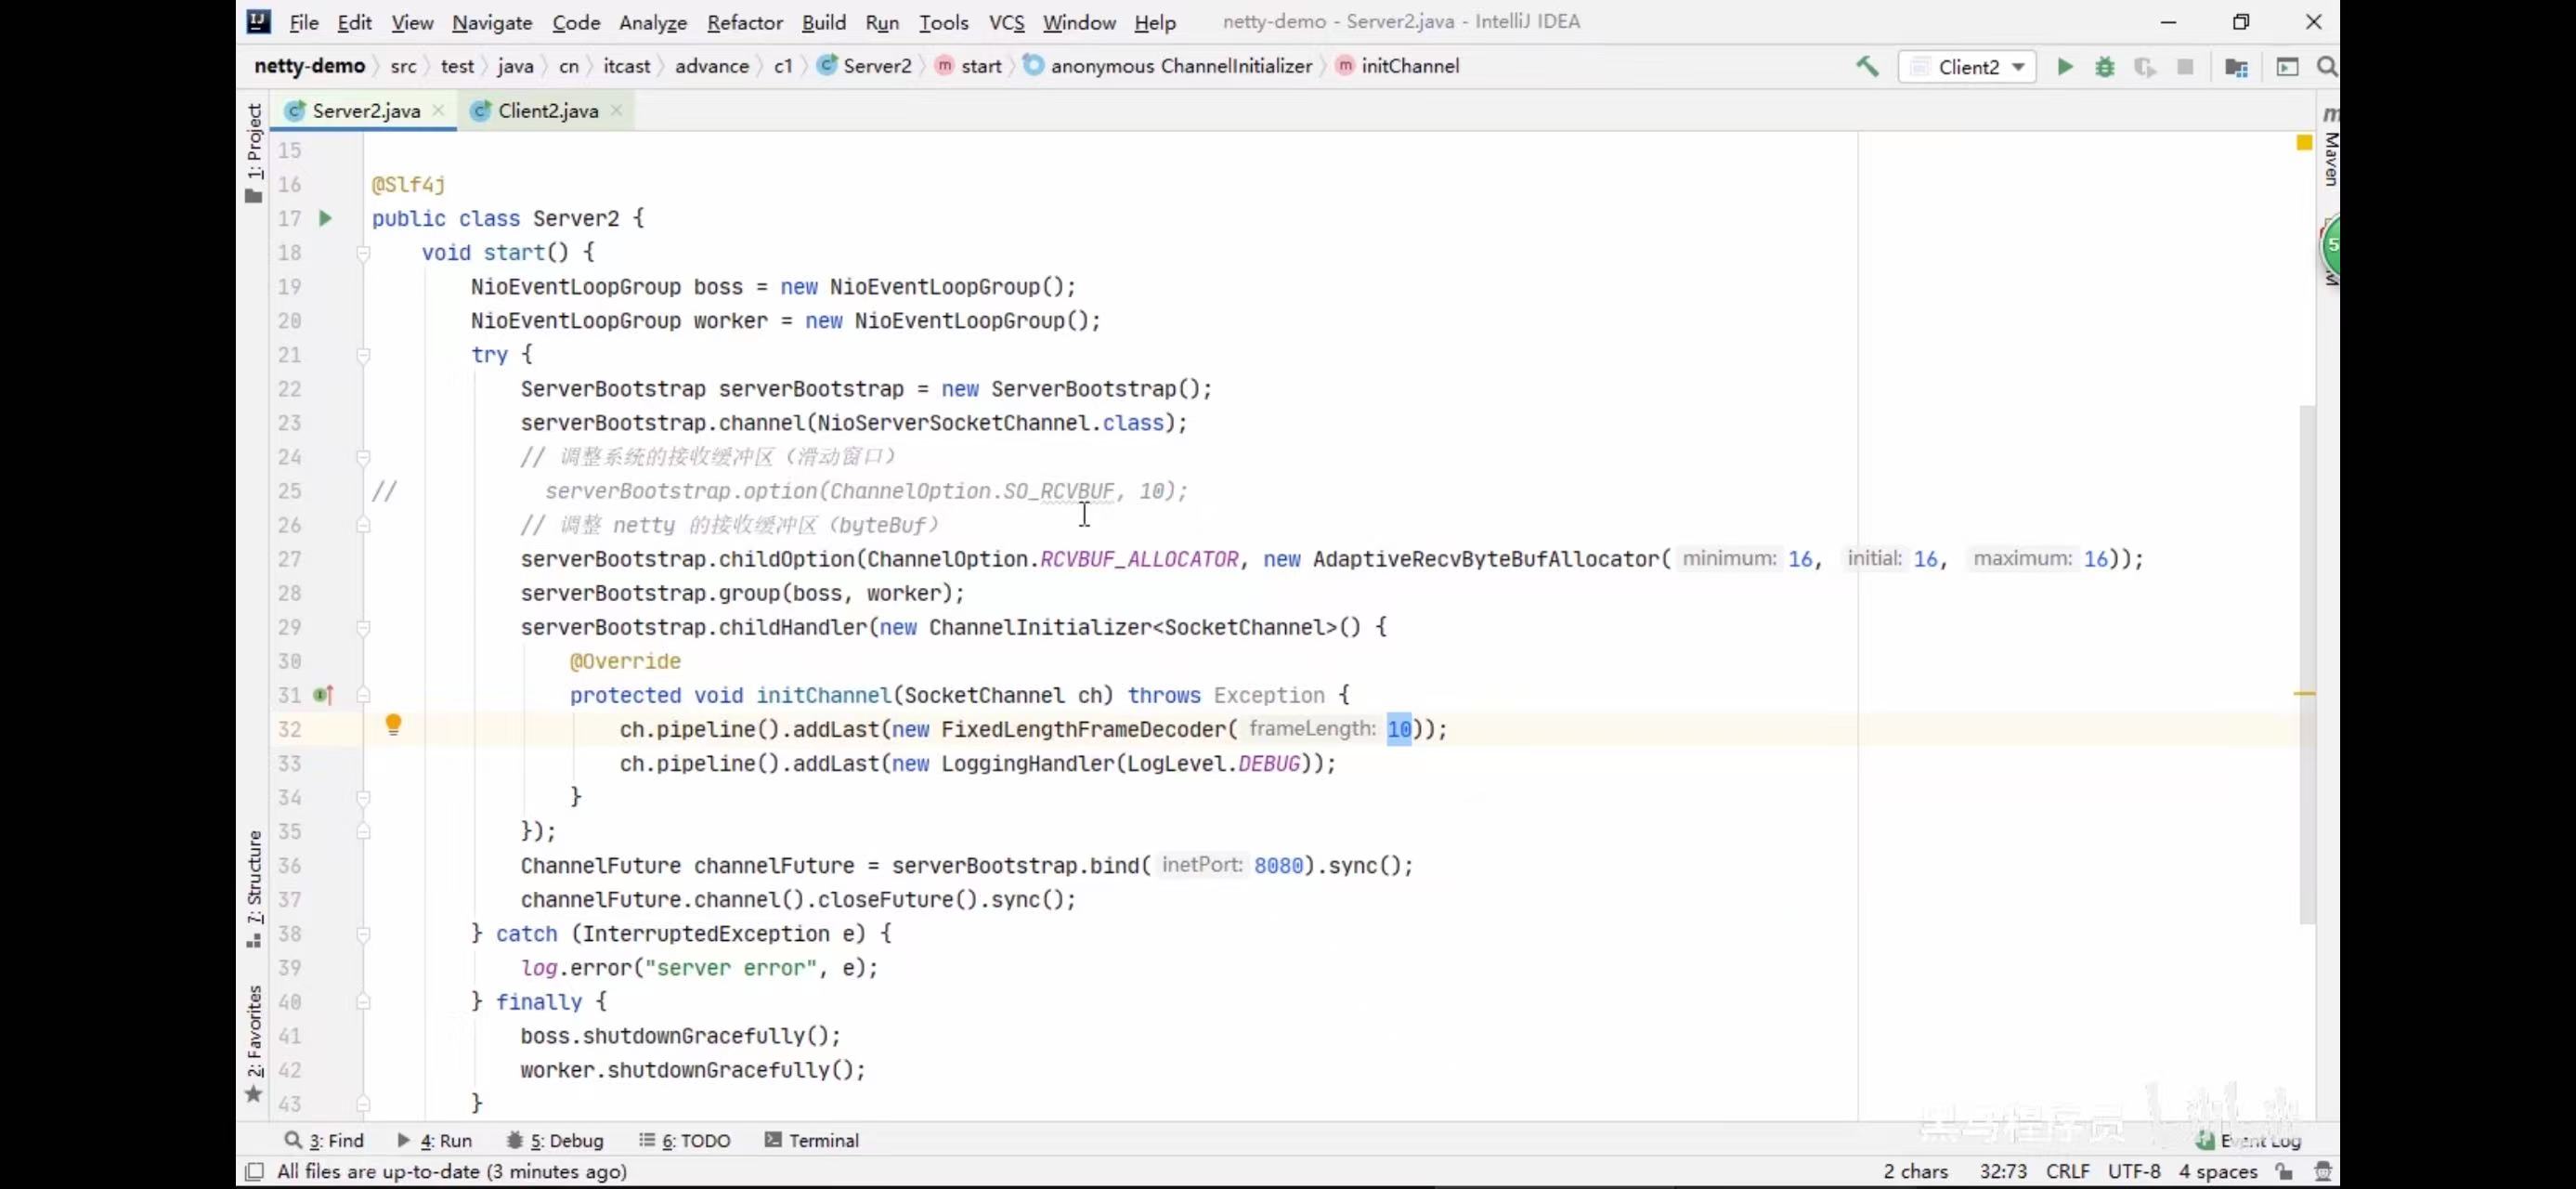 File Edit View Navigate Code Analyze Refactor Build Run Tools VCS Window Help netty-demo - Server2.java - IntelliJ IDEA
netty-demo src test java cn itcast advance c1 Server2 start anonymous ChannelInitializer initChannel Client2
Server2.java Client2.java
1: Project
Maven
15
16 @Slf4j
17 public class Server2 {
18 void start() {
19 NioEventLoopGroup boss = new NioEventLoopGroup();
20 NioEventLoopGroup worker = new NioEventLoopGroup();
21 try {
22 ServerBootstrap serverBootstrap = new ServerBootstrap();
23 serverBootstrap.channel(NioServerSocketChannel.class);
24 // 调整系统的接收缓冲区（滑动窗口）
25 // serverBootstrap.option(ChannelOption.SO_RCVBUF, 10);
26 // 调整 netty 的接收缓冲区（byteBuf）
27 serverBootstrap.childOption(ChannelOption.RCVBUF_ALLOCATOR, new AdaptiveRecvByteBufAllocator( minimum: 16, initial: 16, maximum: 16));
28 serverBootstrap.group(boss, worker);
29 serverBootstrap.childHandler(new ChannelInitializer<SocketChannel>() {
30 @Override
31 protected void initChannel(SocketChannel ch) throws Exception {
32 ch.pipeline().addLast(new FixedLengthFrameDecoder( frameLength: 10));
33 ch.pipeline().addLast(new LoggingHandler(LogLevel.DEBUG));
34 }
35 });
36 ChannelFuture channelFuture = serverBootstrap.bind( inetPort: 8080).sync();
37 channelFuture.channel().closeFuture().sync();
38 } catch (InterruptedException e) {
39 log.error("server error", e);
40 } finally {
41 boss.shutdownGracefully();
42 worker.shutdownGracefully();
43 }
7: Structure
2: Favorites
黑马程序员
3: Find 4: Run 5: Debug 6: TODO Terminal Event Log
All files are up-to-date (3 minutes ago) 2 chars 32:73 CRLF UTF-8 4 spaces